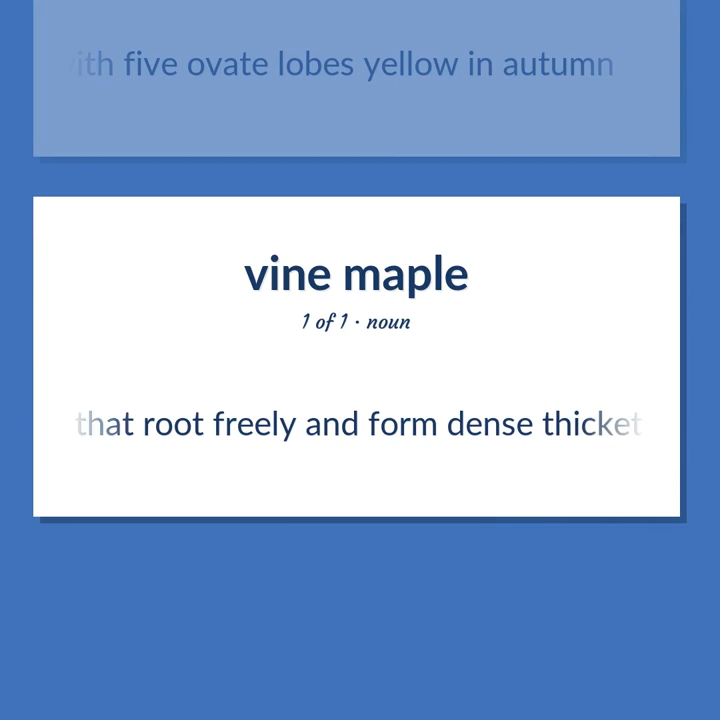 with five ovate lobes yellow in autumn
vine maple
1 of 1 · noun
that root freely and form dense thicket